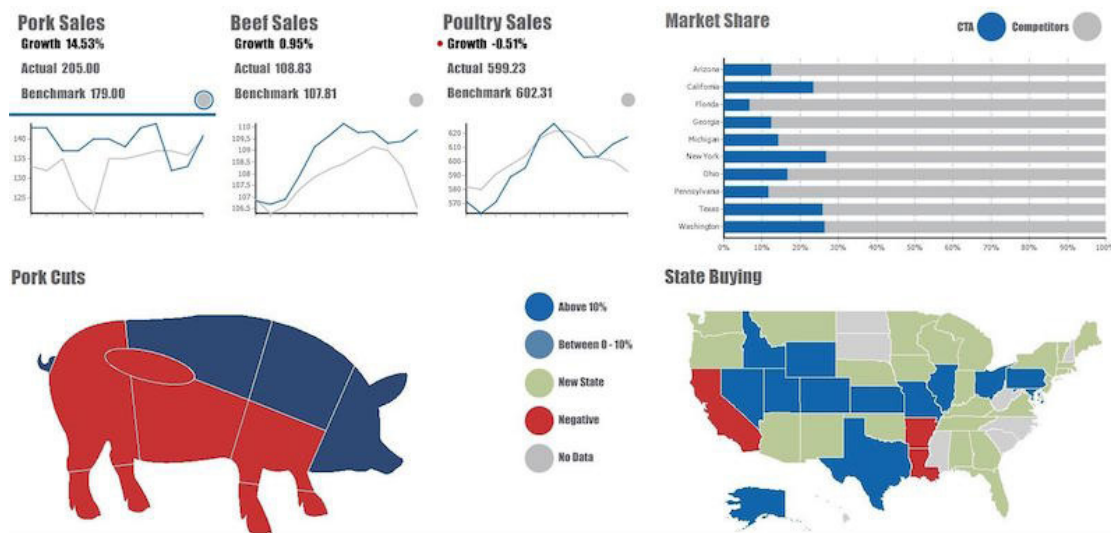 Pork Sales
Growth 14.53%
Actual 205.00
Benchmark 179.00
140
135
130
125
Beef Sales
Growth 0.95%
Actual 108.83
Benchmark 107.81
110
109.5
109
108.5
108
107.5
107
106.5
Poultry Sales
Growth -0.51%
Actual 599.23
Benchmark 602.31
620
610
600
590
580
570
Market Share
CTA
Competitors
Arizona
California
Florida
Georgia
Michigan
New York
Ohio
Pennsylvania
Texas
Washington
0% 10% 20% 30% 40% 50% 60% 70% 80% 90% 100%
Pork Cuts
Above 10%
Between 0 - 10%
New State
Negative
No Data
State Buying